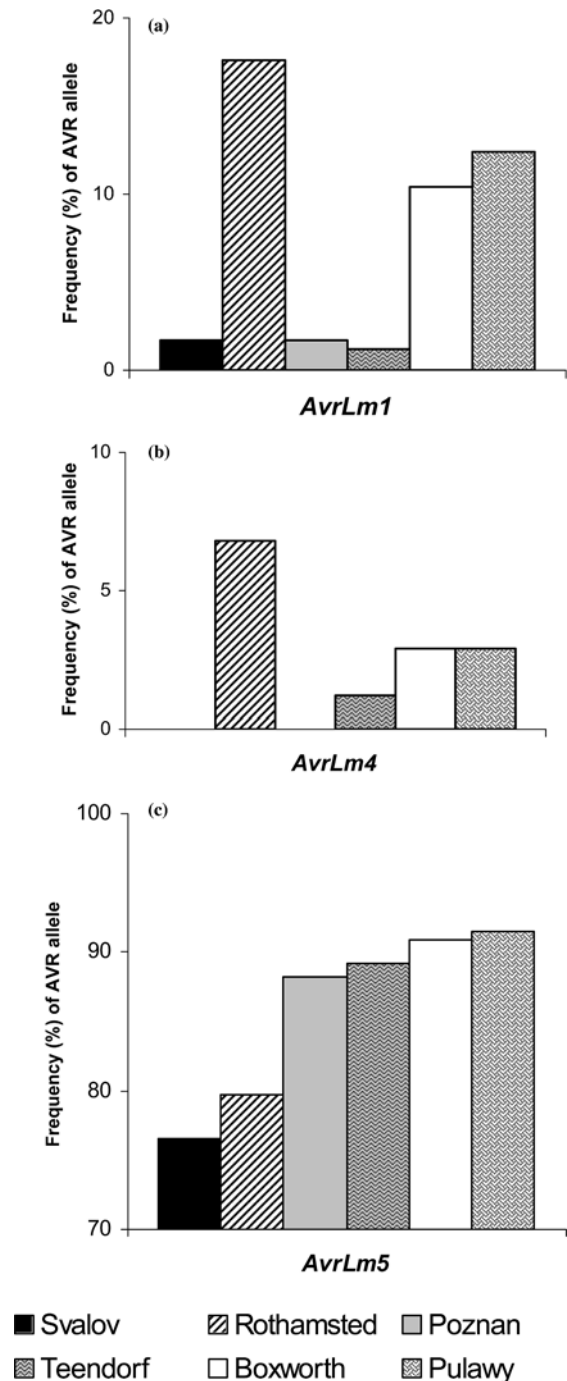 (a)
Frequency (%) of AVR allele
20
10
0
AvrLm1
(b)
Frequency (%) of AVR allele
10
5
0
AvrLm4
(c)
Frequency (%) of AVR allele
100
90
80
70
AvrLm5
Svalov Rothamsted Poznan
Teendorf Boxworth Pulawy